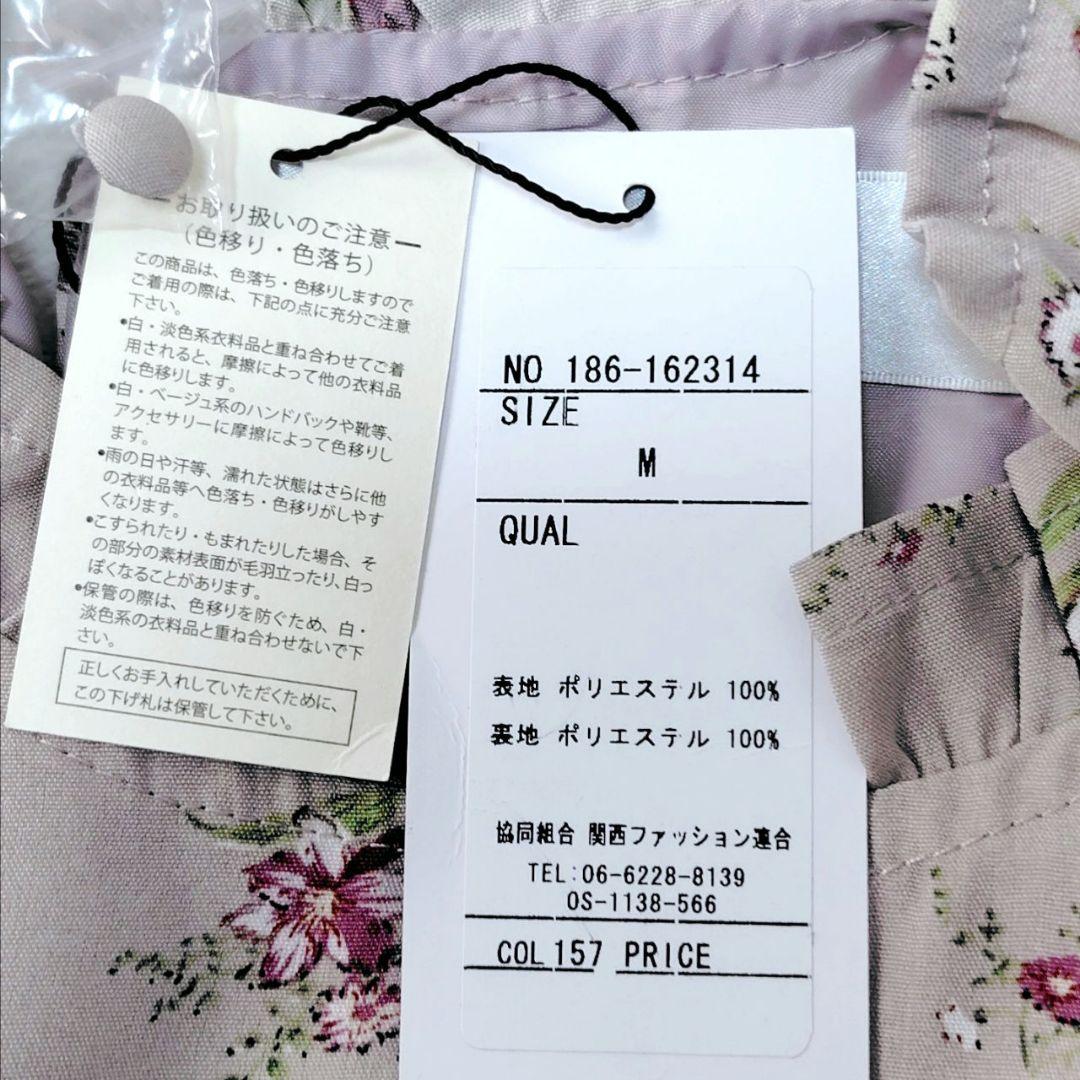 お取り扱いのご注意
（色移り・色落ち）
この商品は、色落ち・色移りしますので
ご着用の際は、下記の点に充分ご注意
下さい。
•白・淡色系衣料品と重ね合わせてご着
用されると、摩擦によって他の衣料品
に色移りします。
•白・ベージュ系のハンドバックや靴等、
アクセサリーに摩擦によって色移りし
ます。
•雨の日や汗等、濡れた状態はさらに他
の衣料品等へ色落ち・色移りがしやす
くなります。
•こすられたり・もまれたりした場合、そ
の部分の素材表面が毛羽立ったり、白っ
ぽくなることがあります。
•保管の際は、色移りを防ぐため、白・
淡色系の衣料品と重ね合わせないで下
さい。
正しくお手入れしていただくために、
この下げ札は保管して下さい。
NO 186-162314
SIZE
M
QUAL
表地 ポリエステル 100%
裏地 ポリエステル 100%
協同組合 関西ファッション連合
TEL:06-6228-8139
OS-1138-566
COL 157 PRICE